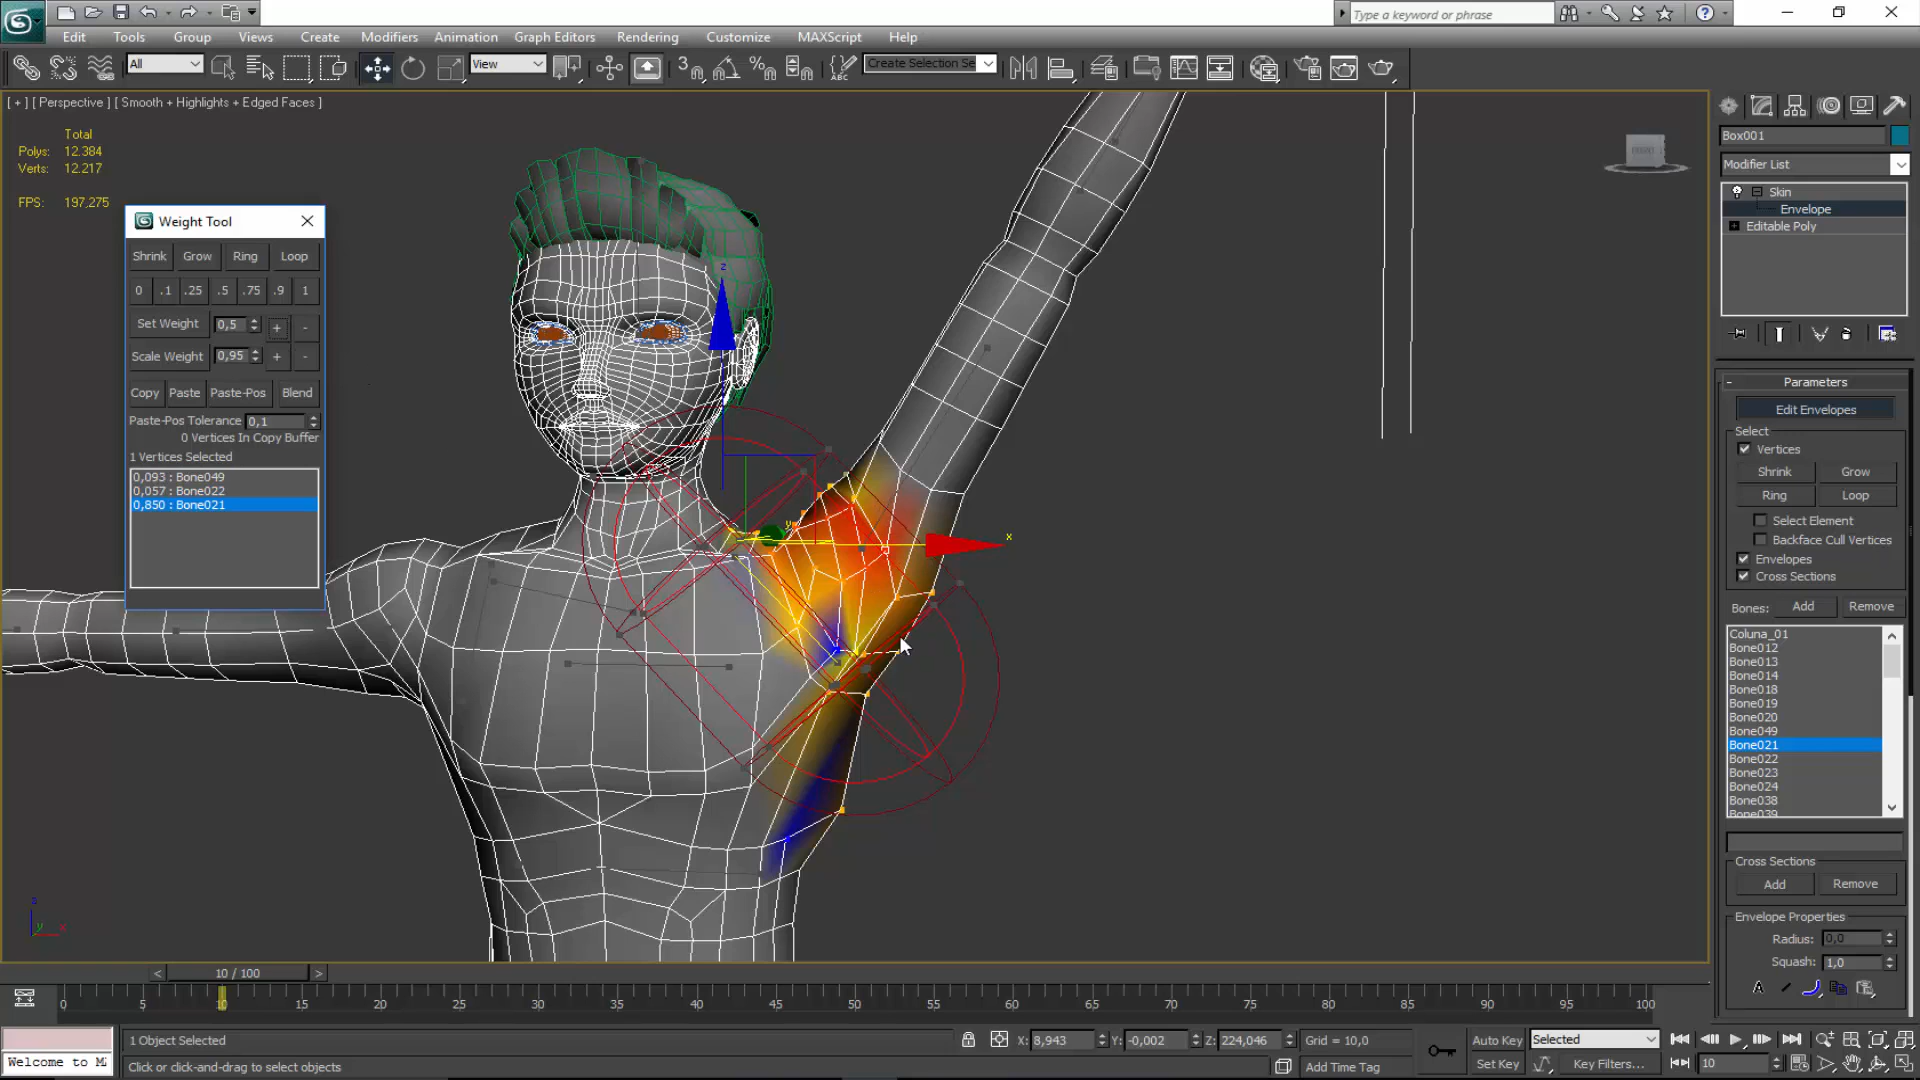 Type a keyword or phrase
Edit Tools Group Views Create Modifiers Animation Graph Editors Rendering Customize MAXScript Help
All View Create Selection Se
[ + ] [ Perspective ] [ Smooth + Highlights + Edged Faces ]
Total
Polys: 12.384
Verts: 12.217
FPS: 197,275
Weight Tool
Shrink Grow Ring Loop
0 .1 .25 .5 .75 .9 1
Set Weight 0,5 + -
Scale Weight 0,95 + -
Copy Paste Paste-Pos Blend
Paste-Pos Tolerance 0,1
0 Vertices In Copy Buffer
1 Vertices Selected
0,093 : Bone049
0,057 : Bone022
0,850 : Bone021
z
y
x
z
y x
Box001
Modifier List
Skin
Envelope
Editable Poly
Parameters
Edit Envelopes
Select
Vertices
Shrink Grow
Ring Loop
Select Element
Backface Cull Vertices
Envelopes
Cross Sections
Bones: Add Remove
Coluna_01
Bone012
Bone013
Bone014
Bone018
Bone019
Bone020
Bone049
Bone021
Bone022
Bone023
Bone024
Bone038
Bone039
Cross Sections
Add Remove
Envelope Properties
Radius: 0,0
Squash: 1,0
< 10 / 100 >
0 5 10 15 20 25 30 35 40 45 50 55 60 65 70 75 80 85 90 95 100
1 Object Selected X: 8,943 Y: -0,002 Z: 224,046 Grid = 10,0 Auto Key Selected
Welcome to M Click or click-and-drag to select objects Add Time Tag Set Key Key Filters... 10